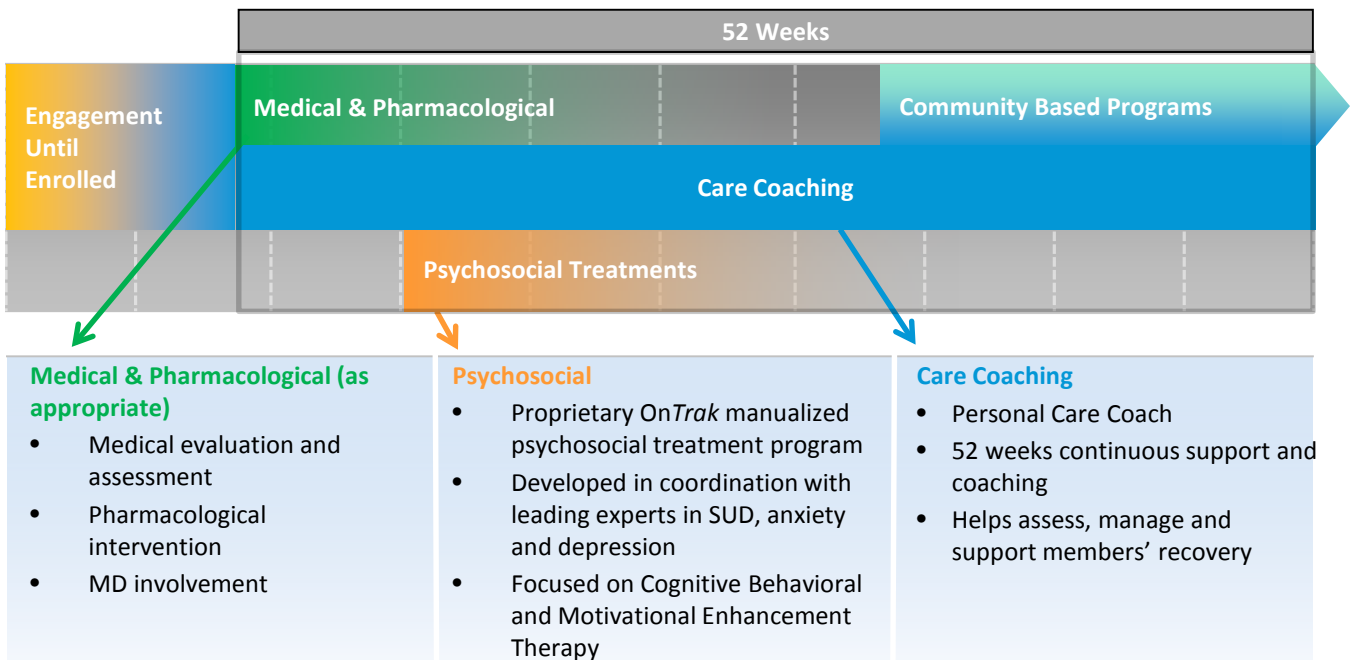 52 Weeks
Engagement
Until
Enrolled
Medical & Pharmacological
Community Based Programs
Care Coaching
Psychosocial Treatments
Medical & Pharmacological (as
appropriate)
• Medical evaluation and
assessment
• Pharmacological
intervention
• MD involvement
Psychosocial
• Proprietary OnTrak manualized
psychosocial treatment program
• Developed in coordination with
leading experts in SUD, anxiety
and depression
• Focused on Cognitive Behavioral
and Motivational Enhancement
Therapy
Care Coaching
• Personal Care Coach
• 52 weeks continuous support and
coaching
• Helps assess, manage and
support members’ recovery